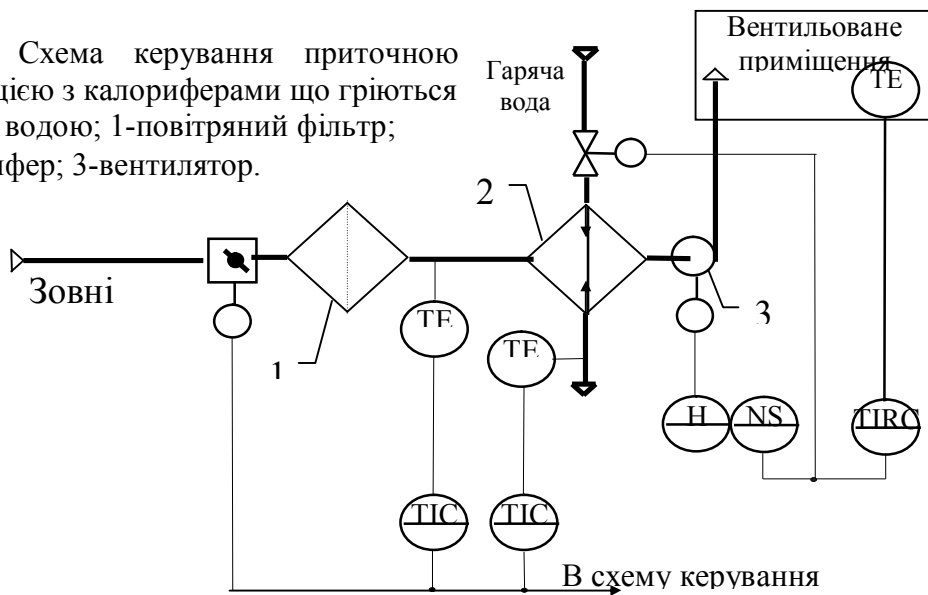 Схема керування приточною
цією з калориферами що гріються
водою; 1-повітряний фільтр;
ифер; 3-вентилятор.
Гаряча
вода
Вентильоване
приміщення
TE
2
Зовні
1
3
TE
TE
H
NS
TIRC
TIC
TIC
В схему керування